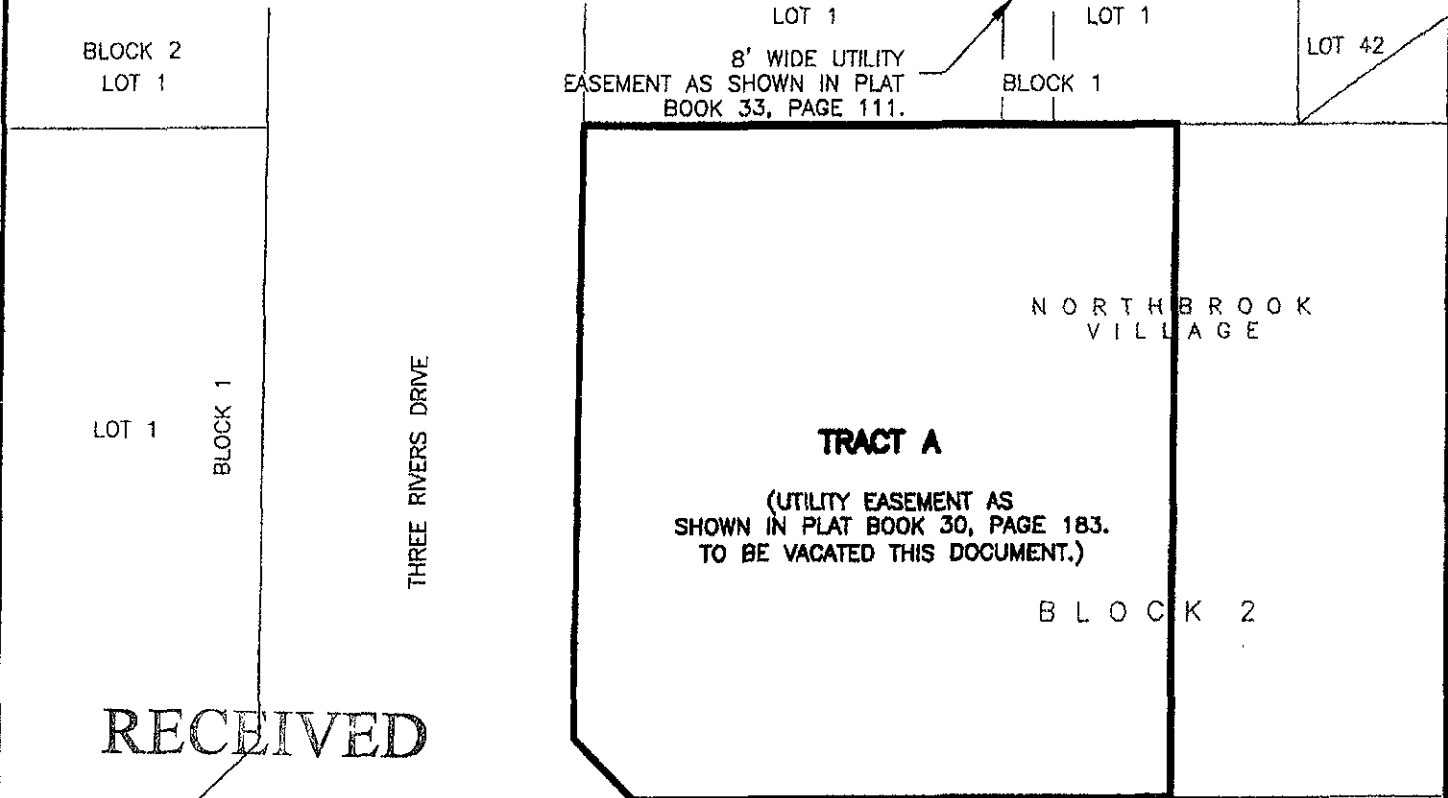 LOT 1
LOT 1
BLOCK 2
LOT 1
LOT 42
8' WIDE UTILITY
EASEMENT AS SHOWN IN PLAT
BOOK 33, PAGE 111.
BLOCK 1
NORTHBROOK
VILLAGE
LOT 1
BLOCK 1
THREE RIVERS DRIVE
TRACT A
(UTILITY EASEMENT AS
SHOWN IN PLAT BOOK 30, PAGE 183.
TO BE VACATED THIS DOCUMENT.)
BLOCK 2
RECEIVED